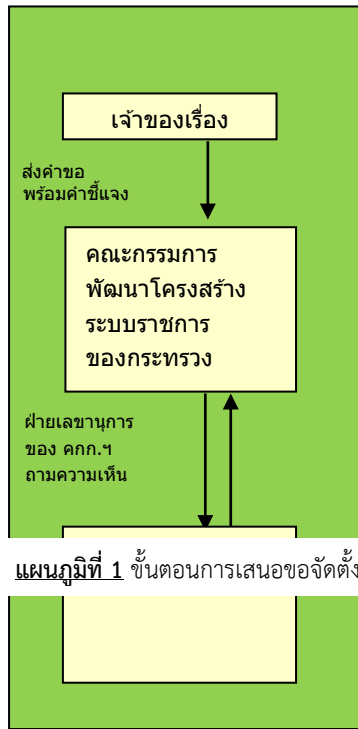 เจ้าของเรื่อง
ส่งคำขอ
พร้อมคำชี้แจง
คณะกรรมการ
พัฒนาโครงสร้าง
ระบบราชการ
ของกระทรวง
ฝ่ายเลขานุการ
ของ คกก.ฯ
ถามความเห็น
แผนภูมิที่ 1 ขั้นตอนการเสนอขอจัดตั้ง